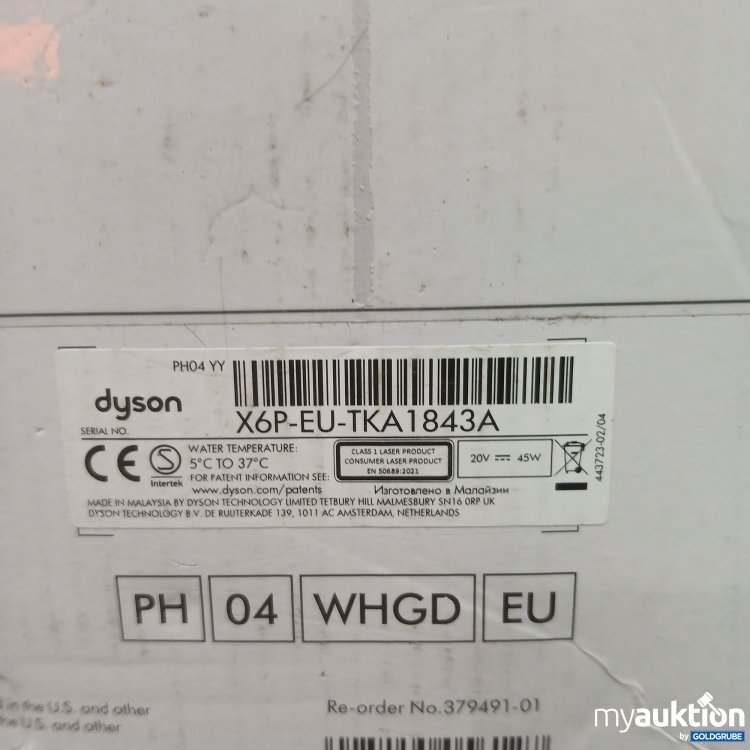 PH04 YY
dyson
X6P-EU-TKA1843A
SERIAL NO.
CE
S
Intertek
WATER TEMPERATURE:
5°C TO 37°C
FOR PATENT INFORMATION SEE:
www.dyson.com/patents
CLASS 1 LASER PRODUCT
CONSUMER LASER PRODUCT
EN 50689:2021
20V ⎓ 45W
Изготовлено в Малайзии
443723-02/04
MADE IN MALAYSIA BY DYSON TECHNOLOGY LIMITED TETBURY HILL MALMESBURY SN16 0RP UK
DYSON TECHNOLOGY B.V. DE RUIJTERKADE 139, 1011 AC AMSTERDAM, NETHERLANDS
PH 04 WHGD EU
in the U.S. and other
the U.S. and other
Re-order No.379491-01
myauktion
by GOLDGRUBE